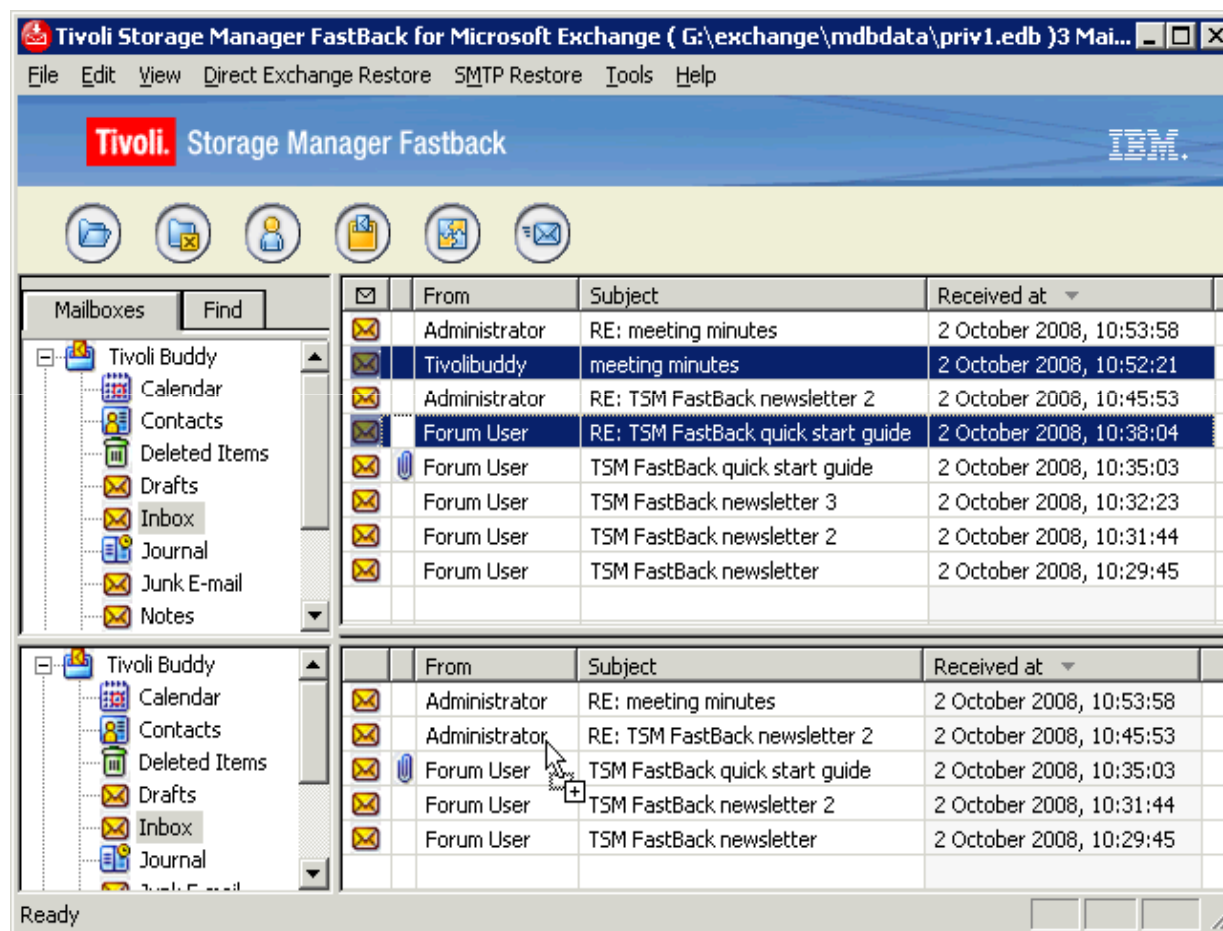 Tivoli Storage Manager FastBack for Microsoft Exchange ( G:\exchange\mdbdata\priv1.edb )3 Mai...
File Edit View Direct Exchange Restore SMTP Restore Tools Help
Tivoli. Storage Manager Fastback IBM.
Mailboxes Find
Tivoli Buddy
Calendar
Contacts
Deleted Items
Drafts
Inbox
Journal
Junk E-mail
Notes
From Subject Received at
Administrator RE: meeting minutes 2 October 2008, 10:53:58
Tivolibuddy meeting minutes 2 October 2008, 10:52:21
Administrator RE: TSM FastBack newsletter 2 2 October 2008, 10:45:53
Forum User RE: TSM FastBack quick start guide 2 October 2008, 10:38:04
Forum User TSM FastBack quick start guide 2 October 2008, 10:35:03
Forum User TSM FastBack newsletter 3 2 October 2008, 10:32:23
Forum User TSM FastBack newsletter 2 2 October 2008, 10:31:44
Forum User TSM FastBack newsletter 2 October 2008, 10:29:45
Tivoli Buddy
Calendar
Contacts
Deleted Items
Drafts
Inbox
Journal
Junk E-mail
From Subject Received at
Administrator RE: meeting minutes 2 October 2008, 10:53:58
Administrator RE: TSM FastBack newsletter 2 2 October 2008, 10:45:53
Forum User TSM FastBack quick start guide 2 October 2008, 10:35:03
Forum User TSM FastBack newsletter 2 2 October 2008, 10:31:44
Forum User TSM FastBack newsletter 2 October 2008, 10:29:45
Ready